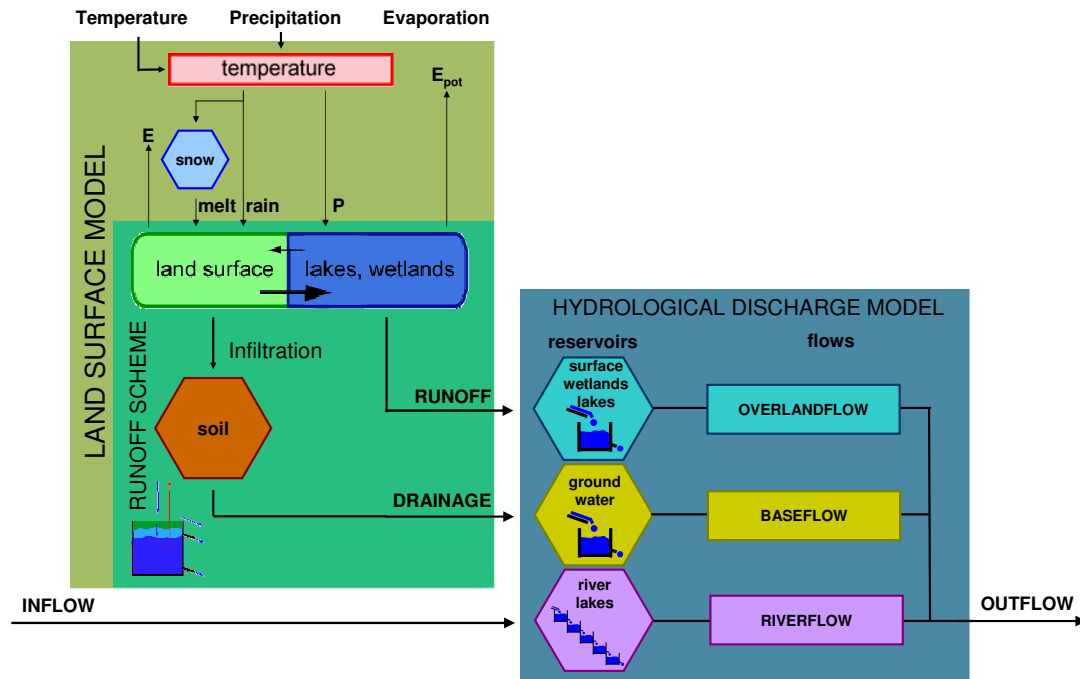 Temperature
Precipitation
Evaporation
temperature
E_pot
E
snow
melt
rain
P
LAND SURFACE MODEL
land surface
lakes, wetlands
Infiltration
RUNOFF SCHEME
soil
RUNOFF
DRAINAGE
INFLOW
HYDROLOGICAL DISCHARGE MODEL
reservoirs
flows
surface
wetlands
lakes
OVERLANDFLOW
ground
water
BASEFLOW
river
lakes
RIVERFLOW
OUTFLOW